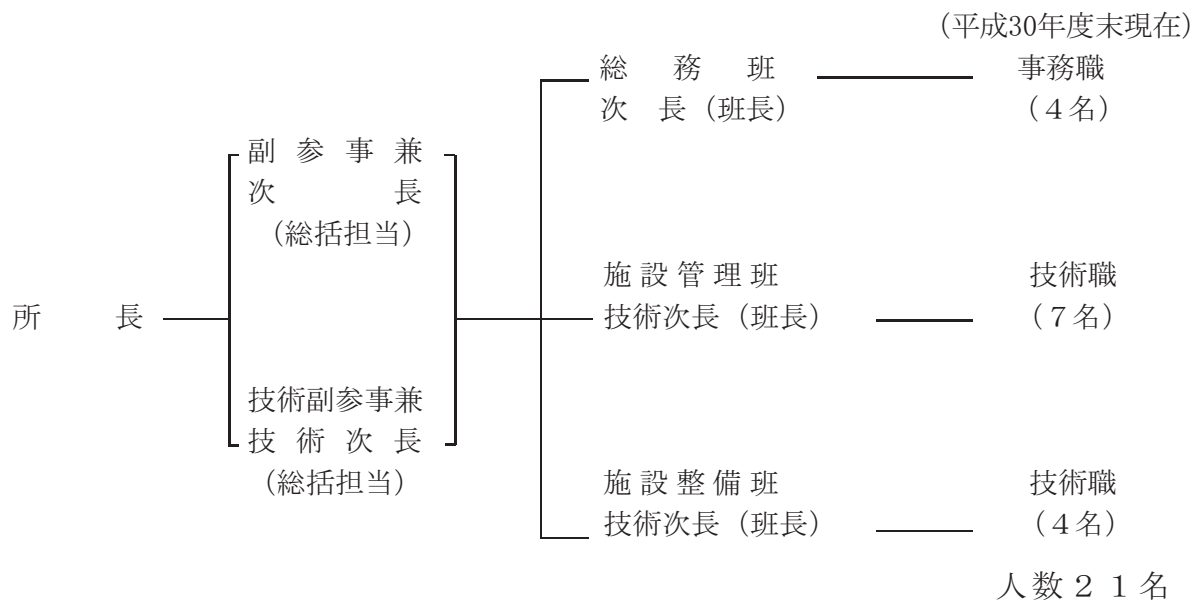 (平成30年度末現在)
総務班 事務職
次長（班長） （４名）
副参事兼
次長
（総括担当）
施設管理班 技術職
所長 技術次長（班長） （７名）
技術副参事兼
技術次長
（総括担当）
施設整備班 技術職
技術次長（班長） （４名）
人数２１名